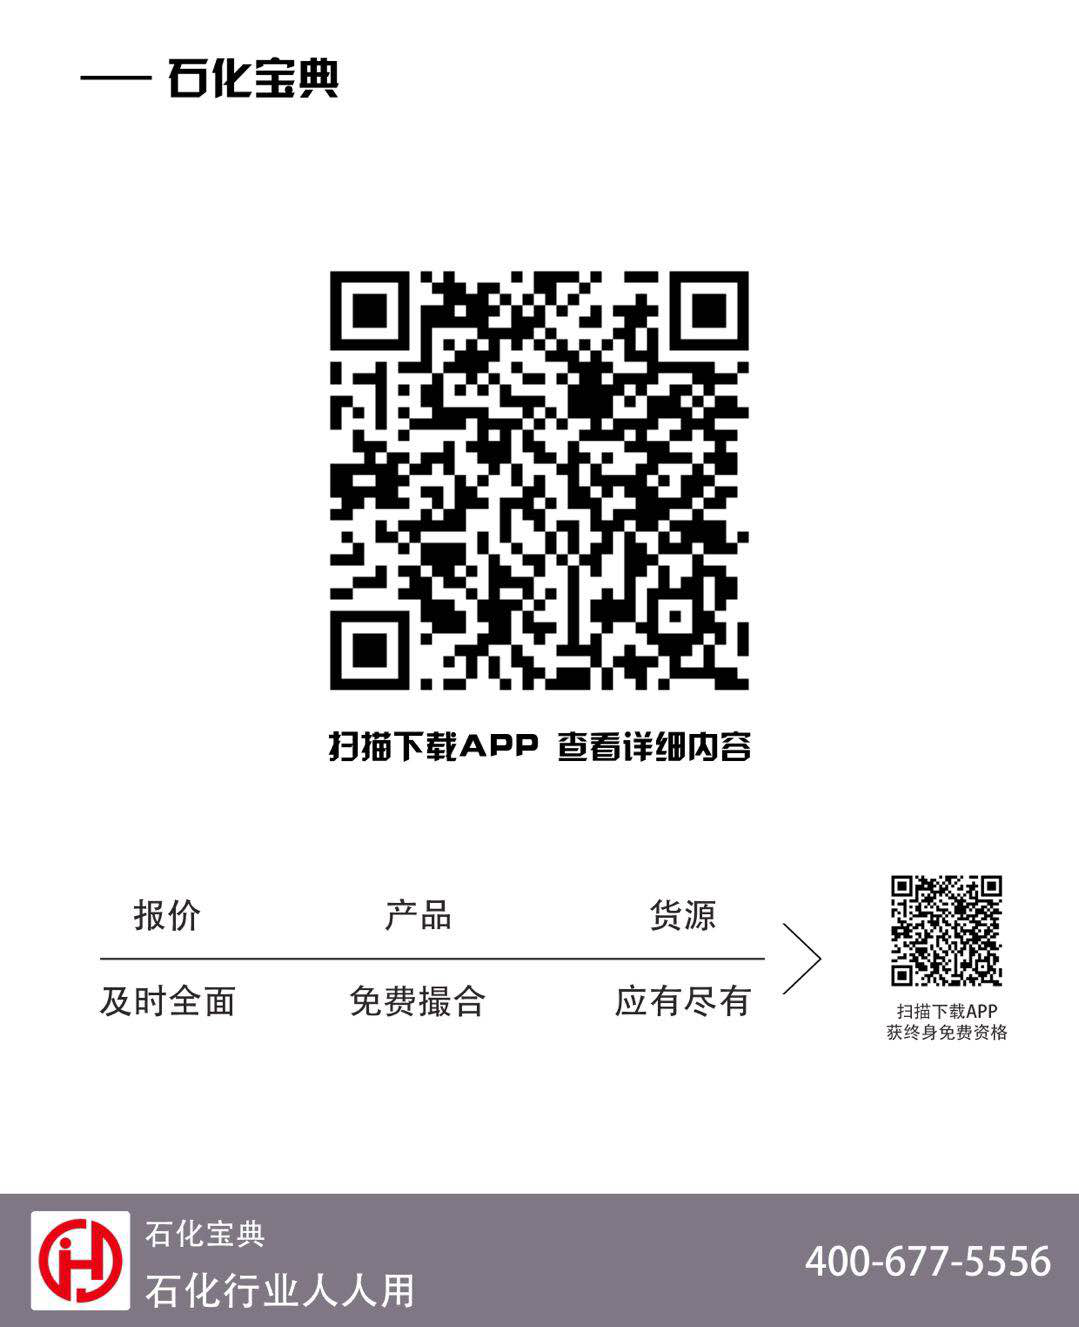 石化宝典
扫描下载APP 查看详细内容
报价 产品 货源
及时全面 免费撮合 应有尽有
扫描下载APP
获终身免费资格
石化宝典
石化行业人人用
400-677-5556